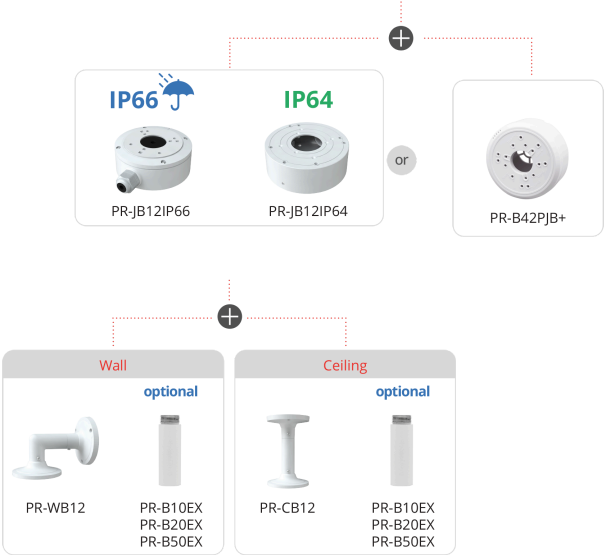 IP66
IP64
PR-JB12IP66
PR-JB12IP64
or
PR-B42PJB+
Wall
Ceiling
optional
optional
PR-WB12
PR-B10EX
PR-B20EX
PR-B50EX
PR-CB12
PR-B10EX
PR-B20EX
PR-B50EX